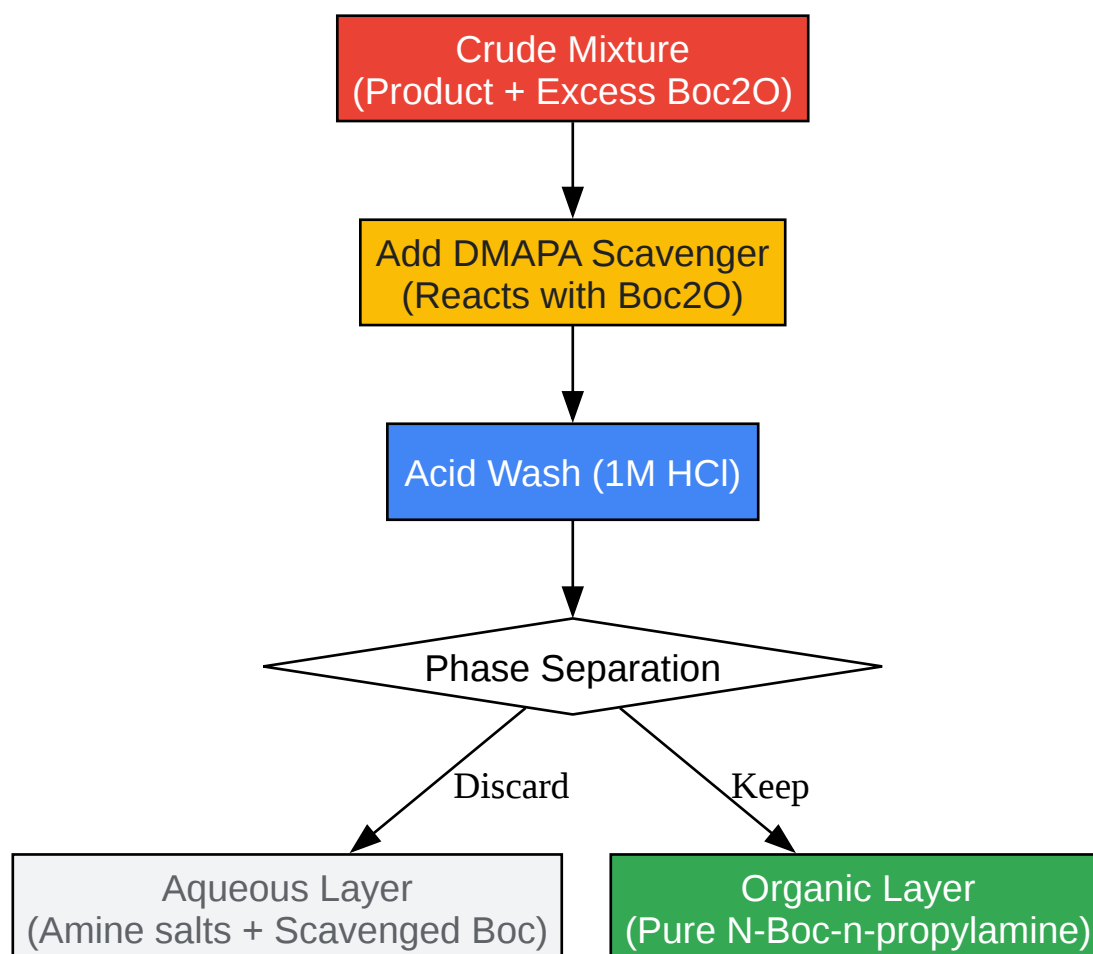 Crude Mixture
(Product + Excess Boc2O)
Add DMAPA Scavenger
(Reacts with Boc2O)
Acid Wash (1M HCl)
Phase Separation
Discard
Keep
Aqueous Layer
(Amine salts + Scavenged Boc)
Organic Layer
(Pure N-Boc-n-propylamine)